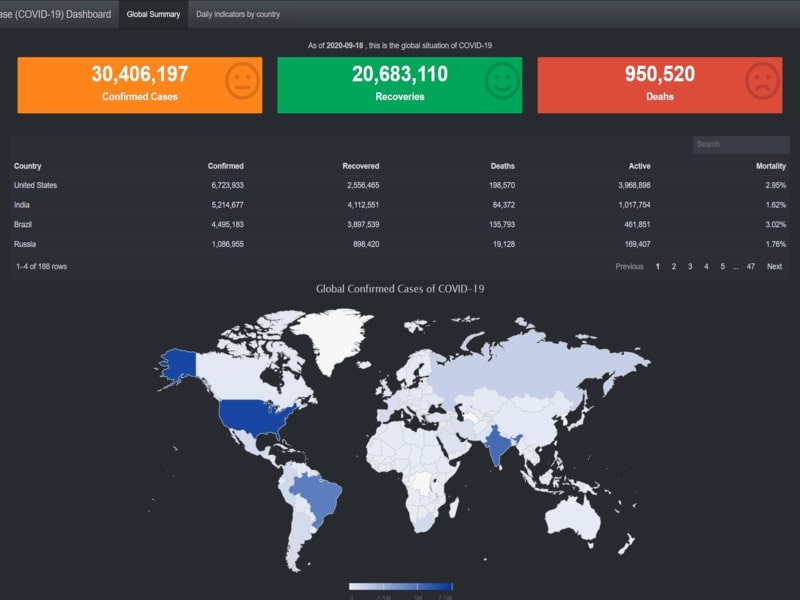 ase (COVID-19) Dashboard Global Summary Daily indicators by country
As of 2020-09-18 , this is the global situation of COVID-19
30,406,197 20,683,110 950,520
Confirmed Cases Recoveries Deahs
Search
Country Confirmed Recovered Deaths Active Mortality
United States 6,723,933 2,556,465 198,570 3,968,898 2.95%
India 5,214,677 4,112,551 84,372 1,017,754 1.62%
Brazil 4,495,183 3,897,539 135,793 461,851 3.02%
Russia 1,086,955 898,420 19,128 169,407 1.76%
1–4 of 188 rows Previous 1 2 3 4 5 ... 47 Next
Global Confirmed Cases of COVID-19
0 2.5M 5M 7.5M